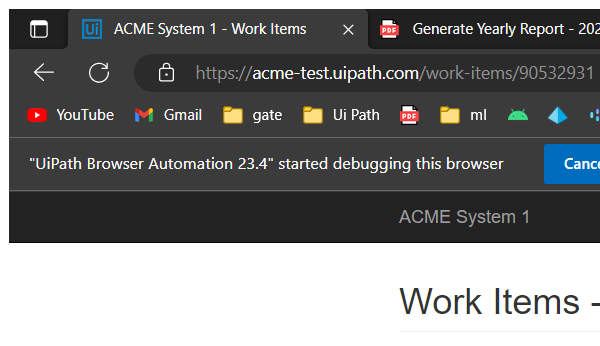 Ui ACME System 1 - Work Items PDF Generate Yearly Report - 202
https://acme-test.uipath.com/work-items/90532931
YouTube Gmail gate Ui Path PDF ml
"UiPath Browser Automation 23.4" started debugging this browser Cance
ACME System 1
Work Items -